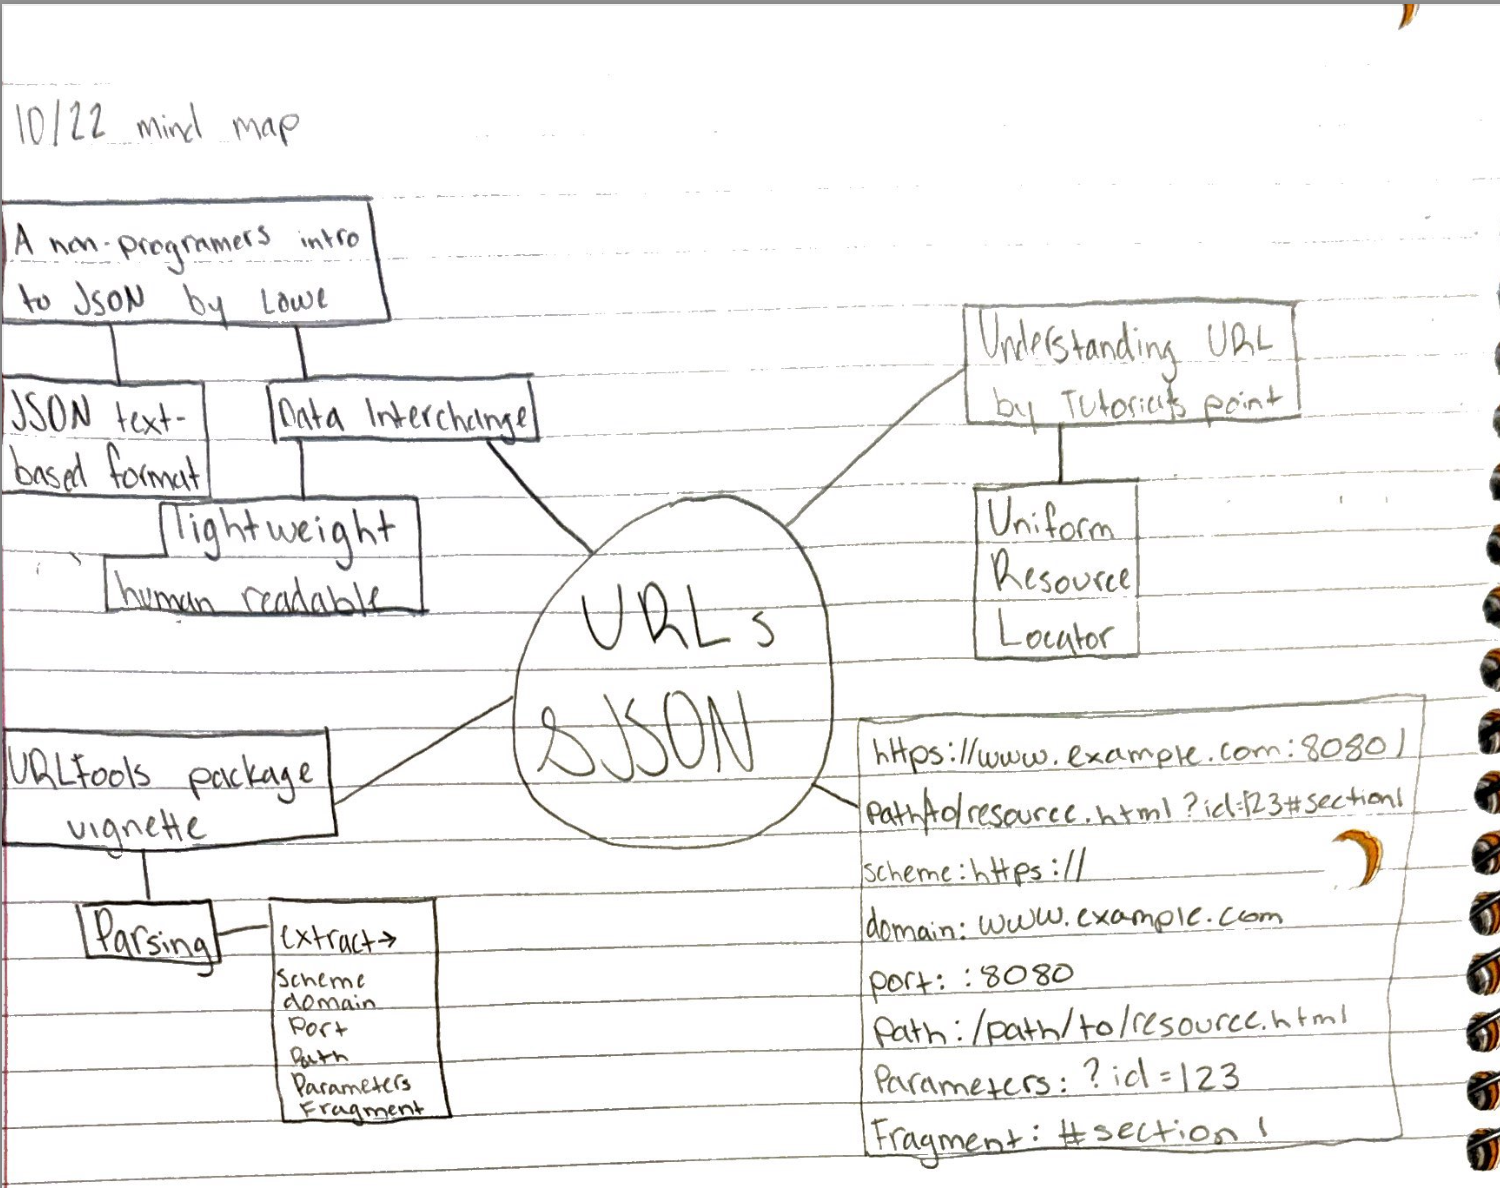 10/22 mind map
A non-programers intro
to JSON by Lowe
JSON text-
based format
Data Interchange
lightweight
human readable
Understanding URL
by Tutorials point
Uniform
Resource
Locator
URLs
& JSON
URLTools package
vignette
Parsing
extract→
scheme
domain
Port
Path
Parameters
Fragment
https://www.example.com:8080/
path/to/resource.html?id=123#section1
scheme:https://
domain: www.example.com
port: :8080
Path:/path/to/resource.html
Parameters: ?id=123
Fragment: #section1